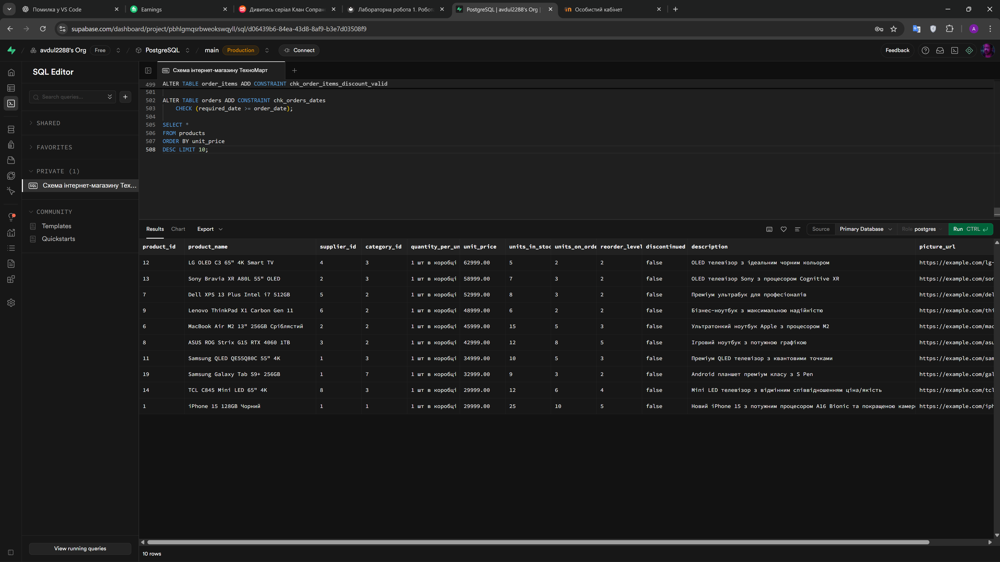 Помилка у VS Code
Earnings
Дивитись серіал Клан Сопран
Лабораторна робота 1. Робот
PostgreSQL | avdul2288's Org |
Особистий кабінет
supabase.com/dashboard/project/pbhlgmqsrbweokswqyll/sql/d06439b6-84ea-43d8-8af9-b3e7d03508f9
A
avdul2288's Org Free / PostgreSQL / main Production Connect
Feedback
SQL Editor
Search queries...
SHARED
FAVORITES
PRIVATE (1)
SQL Схема інтернет-магазину Тех...
COMMUNITY
Templates
Quickstarts
View running queries
SQL Схема інтернет-магазину ТехноМарт
499 ALTER TABLE order_items ADD CONSTRAINT chk_order_items_discount_valid
501
502 ALTER TABLE orders ADD CONSTRAINT chk_orders_dates
503 CHECK (required_date >= order_date);
504
505 SELECT *
506 FROM products
507 ORDER BY unit_price
508 DESC LIMIT 10;
Results Chart Export
Source Primary Database Role postgres Run CTRL
product_id product_name supplier_id category_id quantity_per_un unit_price units_in_stoc units_on_orde reorder_level discontinued description picture_url
12 LG OLED C3 65" 4K Smart TV 4 3 1 шт в коробці 62999.00 5 2 2 false OLED телевізор з ідеальним чорним кольором https://example.com/lg-
13 Sony Bravia XR A80L 55" OLED 2 3 1 шт в коробці 58999.00 7 3 2 false OLED телевізор Sony з процесором Cognitive XR https://example.com/son
7 Dell XPS 13 Plus Intel i7 512GB 5 2 1 шт в коробці 52999.00 8 3 2 false Преміум ультрабук для професіоналів https://example.com/del
9 Lenovo ThinkPad X1 Carbon Gen 11 6 2 1 шт в коробці 48999.00 6 2 2 false Бізнес-ноутбук з максимальною надійністю https://example.com/thi
6 MacBook Air M2 13" 256GB Сріблястий 2 2 1 шт в коробці 45999.00 15 5 3 false Ультратонкий ноутбук Apple з процесором M2 https://example.com/mac
8 ASUS ROG Strix G15 RTX 4060 1TB 3 2 1 шт в коробці 42999.00 12 8 5 false Ігровий ноутбук з потужною графікою https://example.com/asu
11 Samsung QLED QE55Q80C 55" 4K 1 3 1 шт в коробці 34999.00 10 5 3 false Преміум QLED телевізор з квантовими точками https://example.com/sam
19 Samsung Galaxy Tab S9+ 256GB 1 7 1 шт в коробці 32999.00 9 3 2 false Android планшет преміум класу з S Pen https://example.com/gal
14 TCL C845 Mini LED 65" 4K 8 3 1 шт в коробці 29999.00 12 6 4 false Mini LED телевізор з відмінним співвідношенням ціна/якість https://example.com/tcl
1 iPhone 15 128GB Чорний 1 1 1 шт в коробці 29999.00 25 10 5 false Новий iPhone 15 з потужним процесором A16 Bionic та покращеною камер https://example.com/iph
10 rows